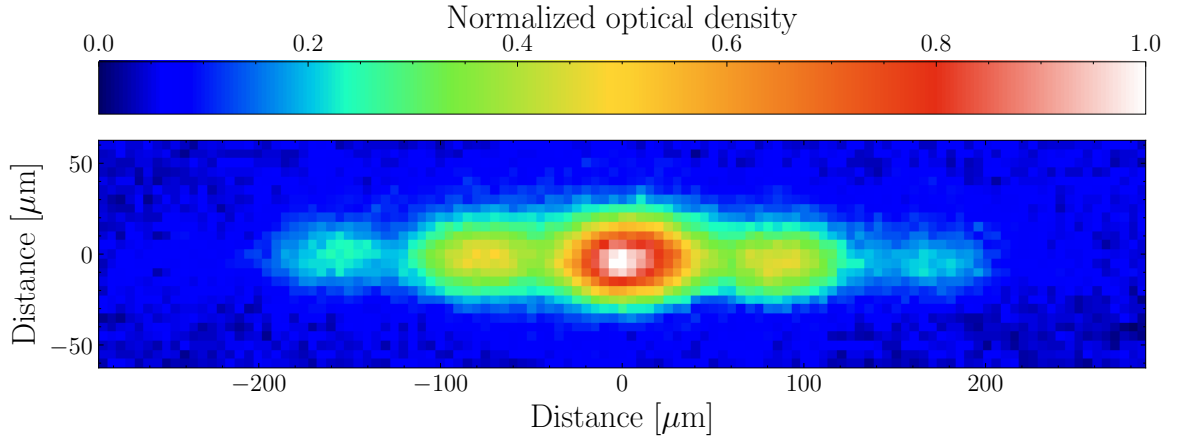 Normalized optical density
0.0 0.2 0.4 0.6 0.8 1.0
Distance [μm]
50
0
−50
−200 −100 0 100 200
Distance [μm]